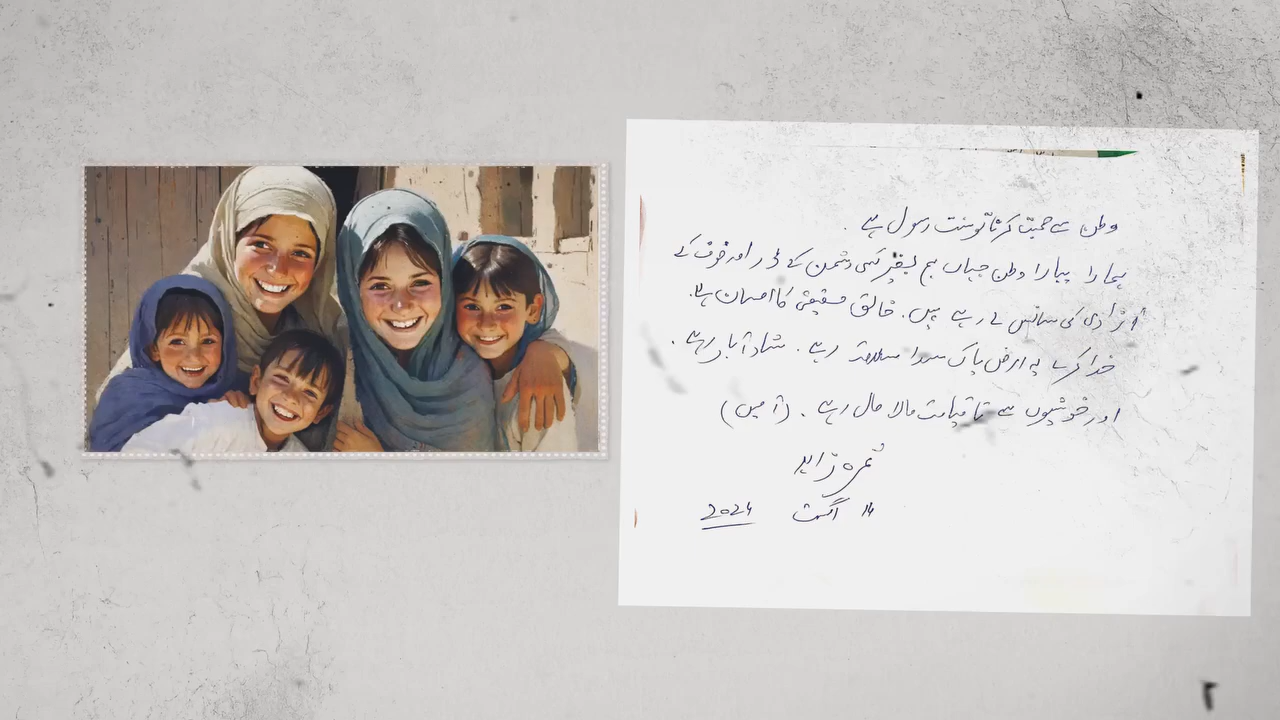 وطن سے محبت کرنا تو سنت رسول ہے .
ہمارا پیارا وطن جہاں ہم بغیر کسی دشمن کے ڈر اور خوف کے
آزادی کی سانس لے رہے ہیں . خالق حقیقی کا احسان ہے .
خدا کرے یہ ارض پاک سدا سلامت رہے . شاد آباد رہے .
اور خوشیوں سے تا قیامت مالا مال رہے . (آمین)
زاہد
14 اگست 2024